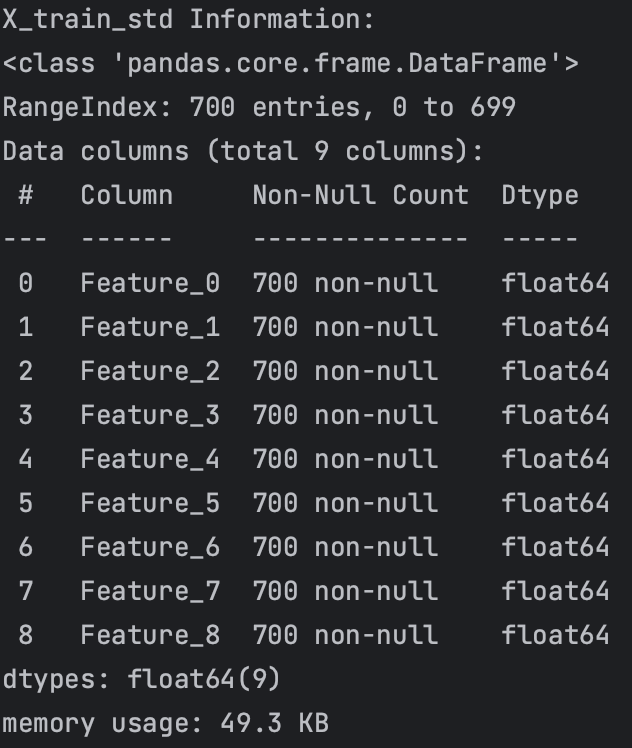 X_train_std Information:
<class 'pandas.core.frame.DataFrame'>
RangeIndex: 700 entries, 0 to 699
Data columns (total 9 columns):
 #   Column     Non-Null Count  Dtype
---  ------     --------------  -----
 0   Feature_0  700 non-null    float64
 1   Feature_1  700 non-null    float64
 2   Feature_2  700 non-null    float64
 3   Feature_3  700 non-null    float64
 4   Feature_4  700 non-null    float64
 5   Feature_5  700 non-null    float64
 6   Feature_6  700 non-null    float64
 7   Feature_7  700 non-null    float64
 8   Feature_8  700 non-null    float64
dtypes: float64(9)
memory usage: 49.3 KB